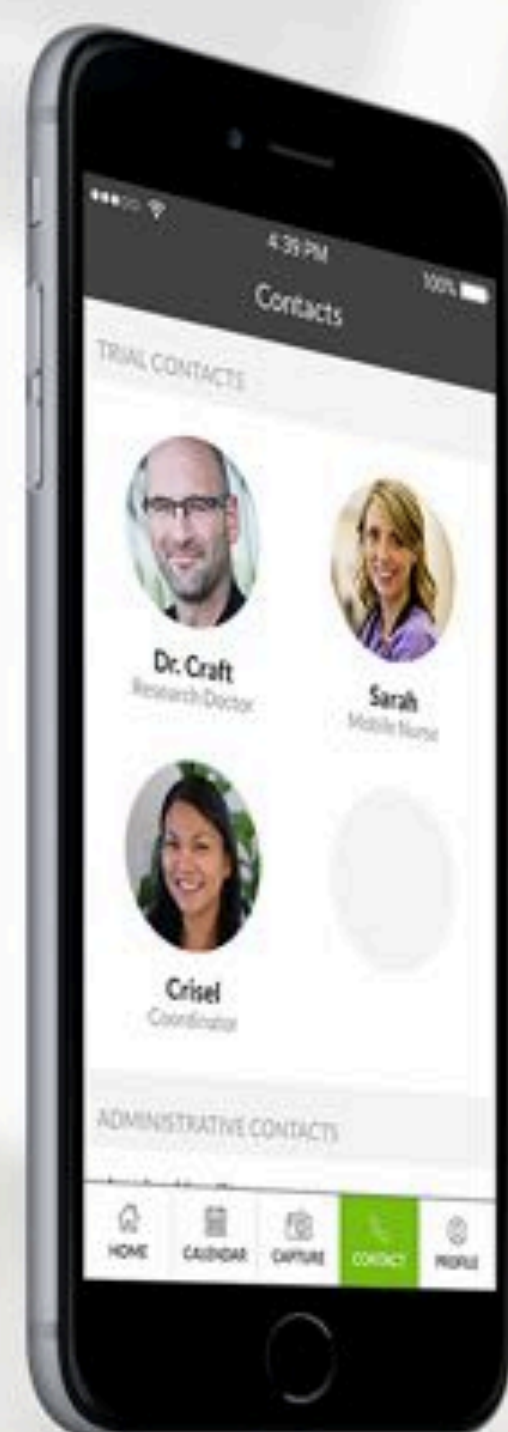 4:39 PM
100%
Contacts
TRIAL CONTACTS
Dr. Craft
Research Doctor
Sarah
Mobile Nurse
Crisel
Coordinator
ADMINISTRATIVE CONTACTS
HOME
CALENDAR
CAPTURE
CONTACT
PROFILE